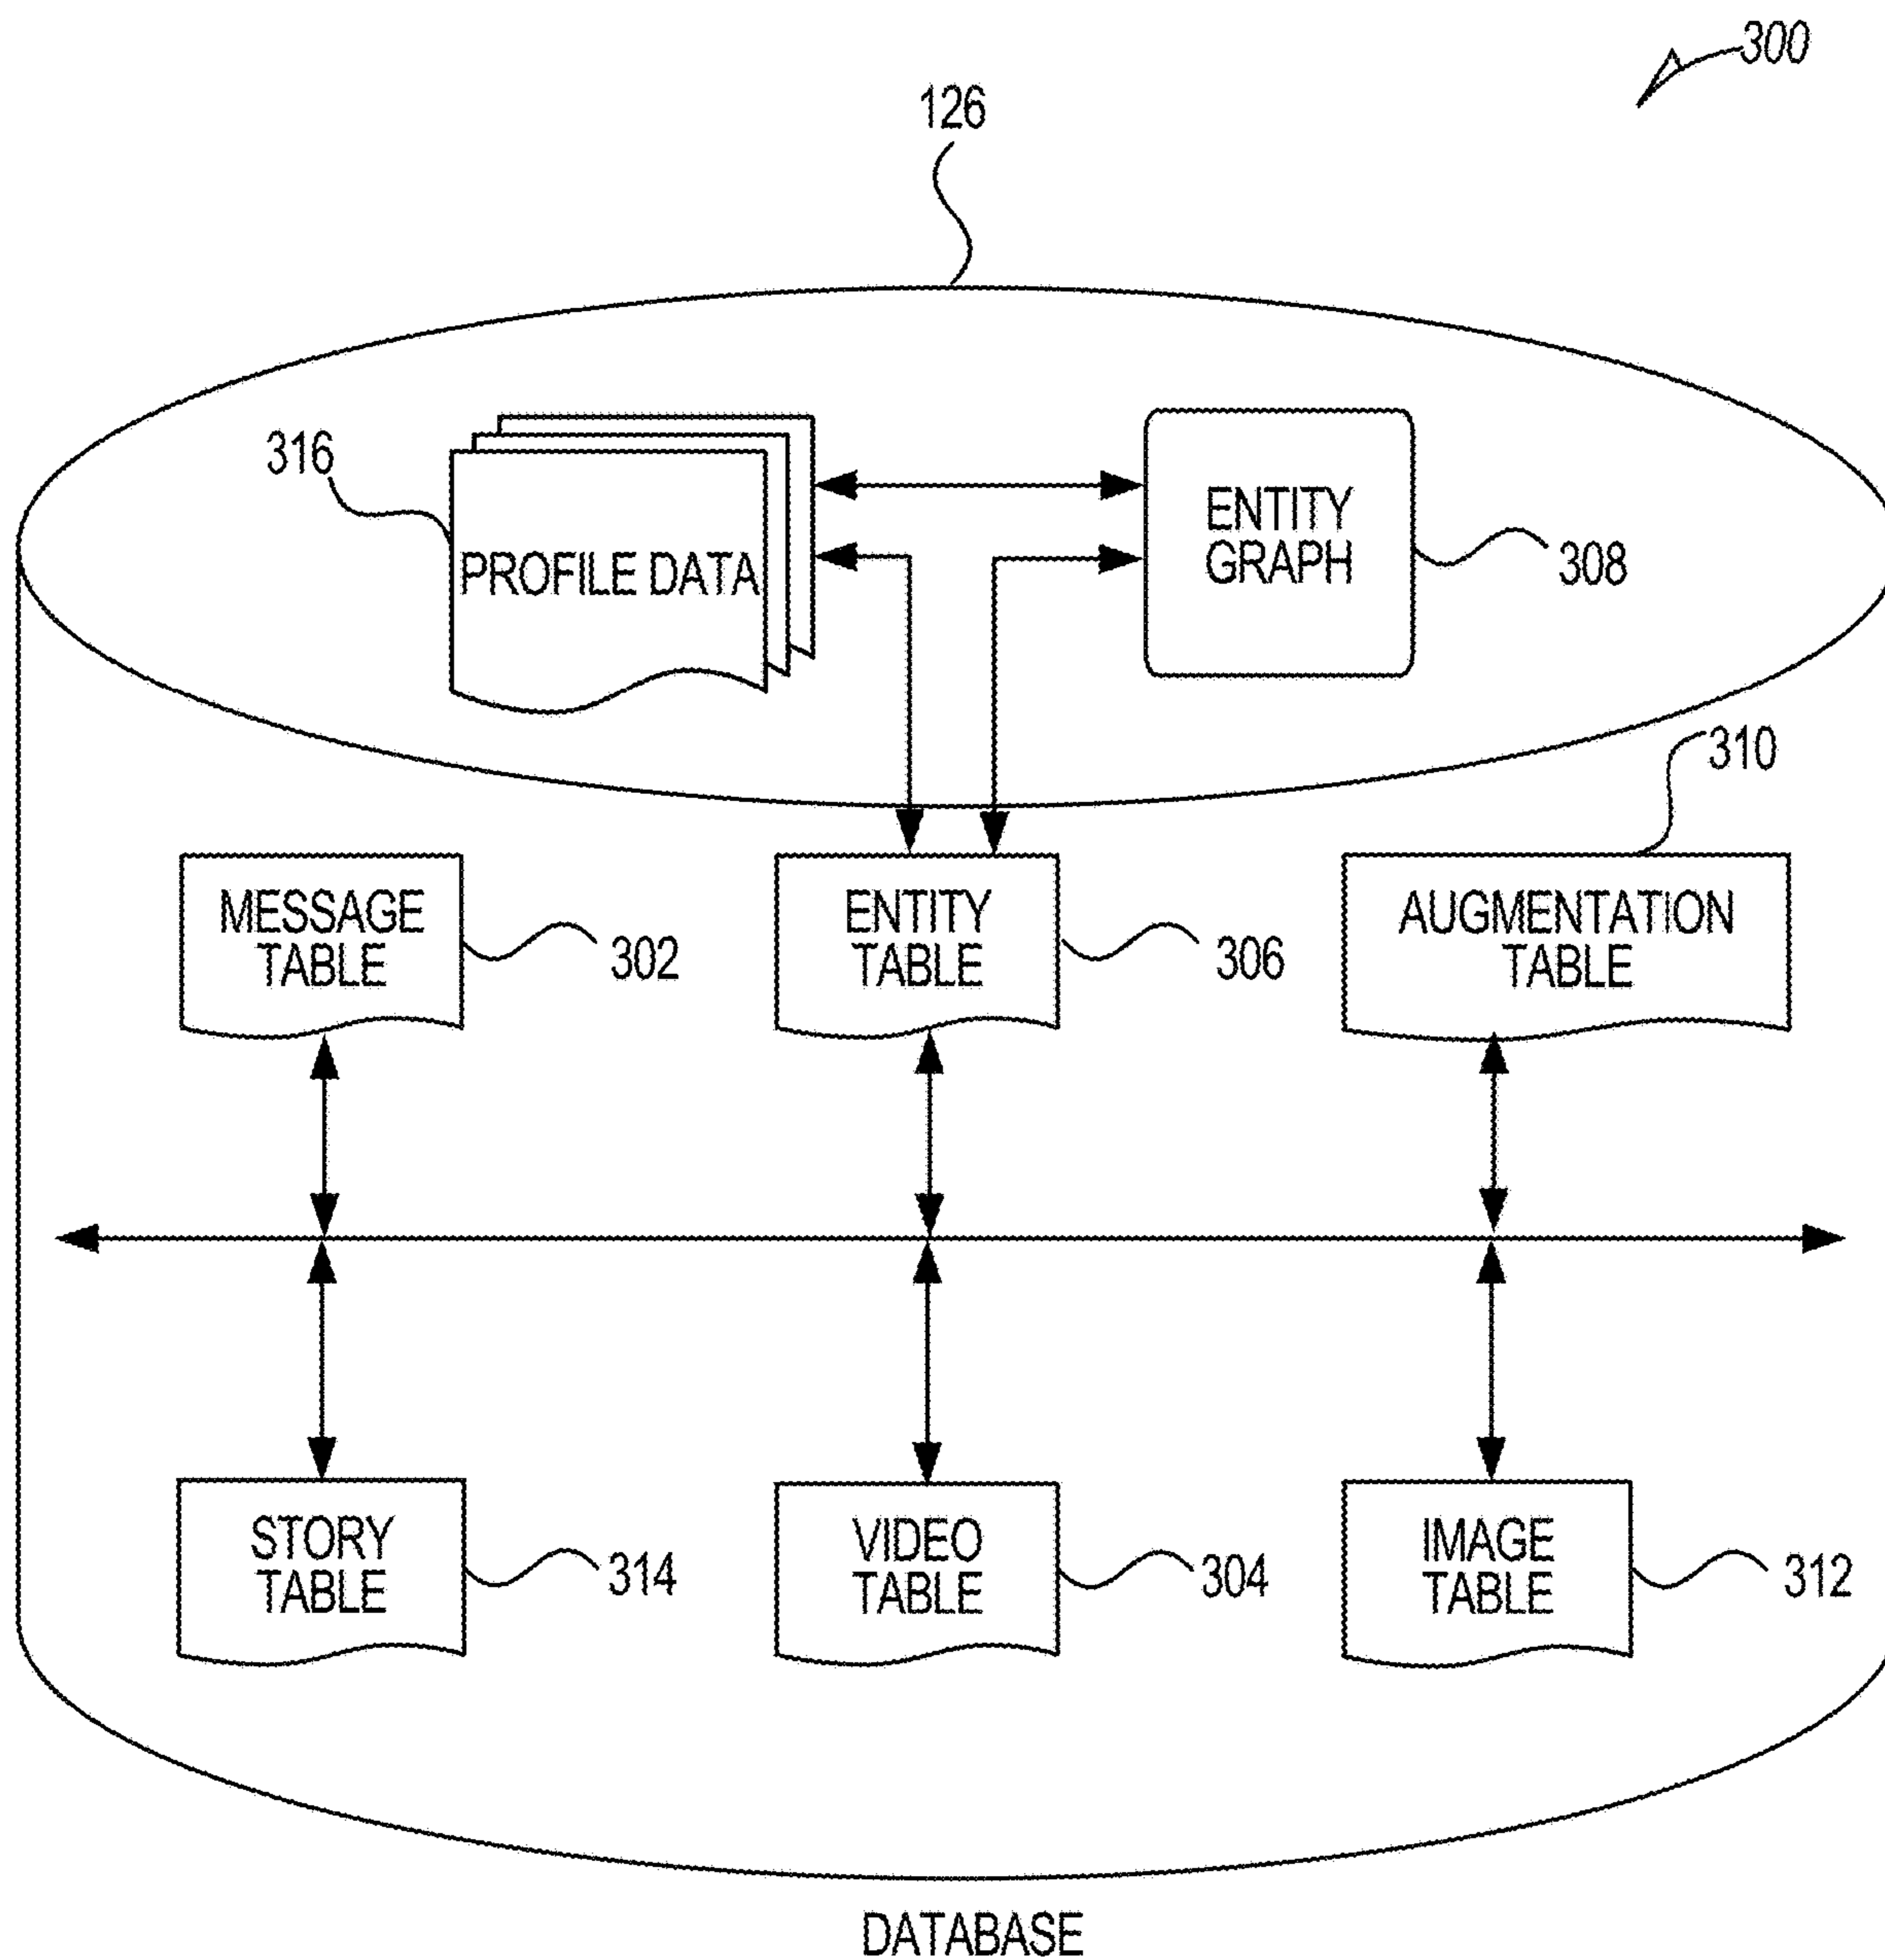 300
126
316
PROFILE DATA
ENTITY
GRAPH
308
310
MESSAGE
TABLE
302
ENTITY
TABLE
306
AUGMENTATION
TABLE
STORY
TABLE
314
VIDEO
TABLE
304
IMAGE
TABLE
312
DATABASE